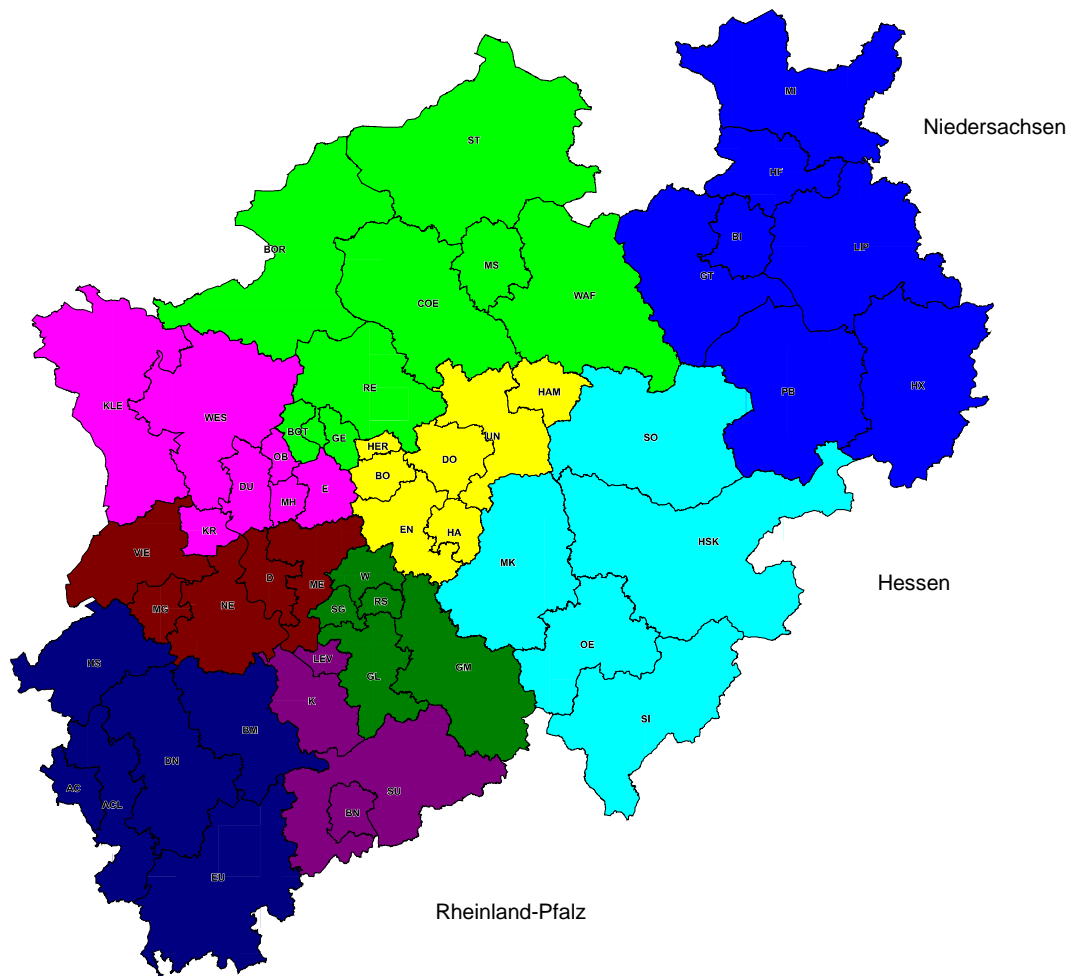 MI
Niedersachsen
ST
HF
BI
LIP
BOR
MS
GT
WAF
COE
RE
HAM
PB
HX
KLE
WES
BOT
GE
HER
UN
SO
OB
DO
BO
DU
E
MH
KR
EN
HA
HSK
VIE
MK
Hessen
D
ME
W
MG
NE
SG
RS
OE
HS
LEV
GL
GM
K
SI
BM
DN
AC
ACL
SU
BN
EU
Rheinland-Pfalz